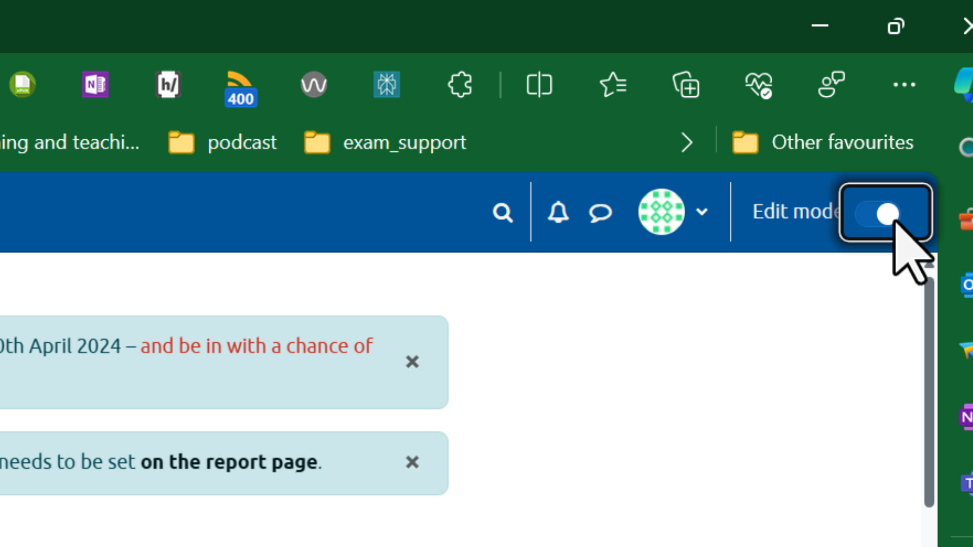 N
h/
400
ing and teachi...
podcast
exam_support
Other favourites
Edit mode
0th April 2024 – and be in with a chance of
needs to be set on the report page.
N